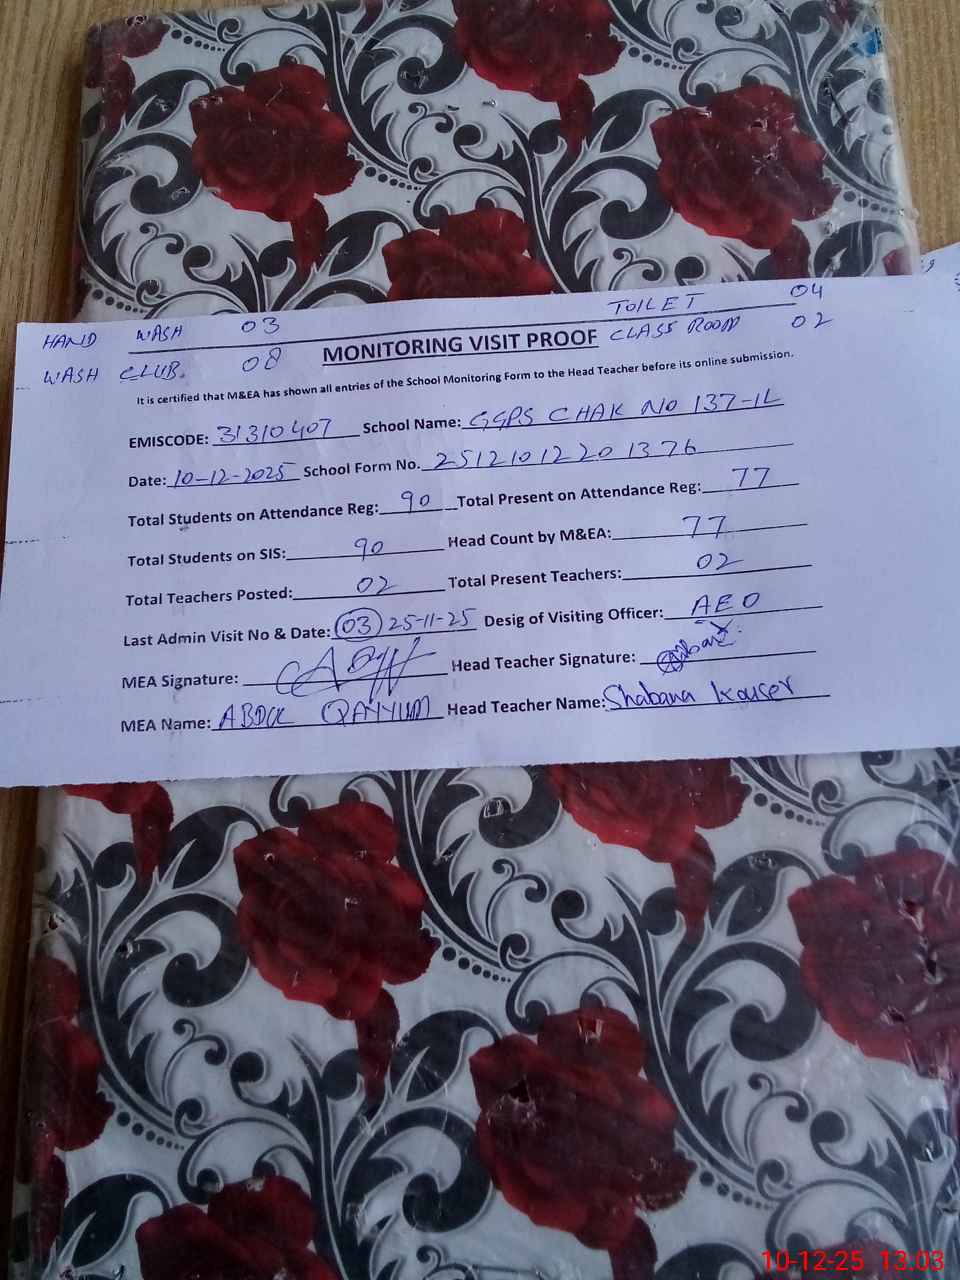 HAND WASH 03 TOILET 04
WASH CLUB. 08 MONITORING VISIT PROOF CLASS ROOM 02
It is certified that M&EA has shown all entries of the School Monitoring Form to the Head Teacher before its online submission.
EMISCODE: 31310407 School Name: GGPS CHAK NO 137-1L
Date: 10-12-2025 School Form No. 2512101220 1376
Total Students on Attendance Reg: 90 Total Present on Attendance Reg: 77
Total Students on SIS: 90 Head Count by M&EA: 77
Total Teachers Posted: 02 Total Present Teachers: 02
Last Admin Visit No & Date: 03 25-11-25 Desig of Visiting Officer: AEO
MEA Signature: Head Teacher Signature:
MEA Name: ABDUL QAYYUM Head Teacher Name: Shabana Kouser
10-12-25 13:03